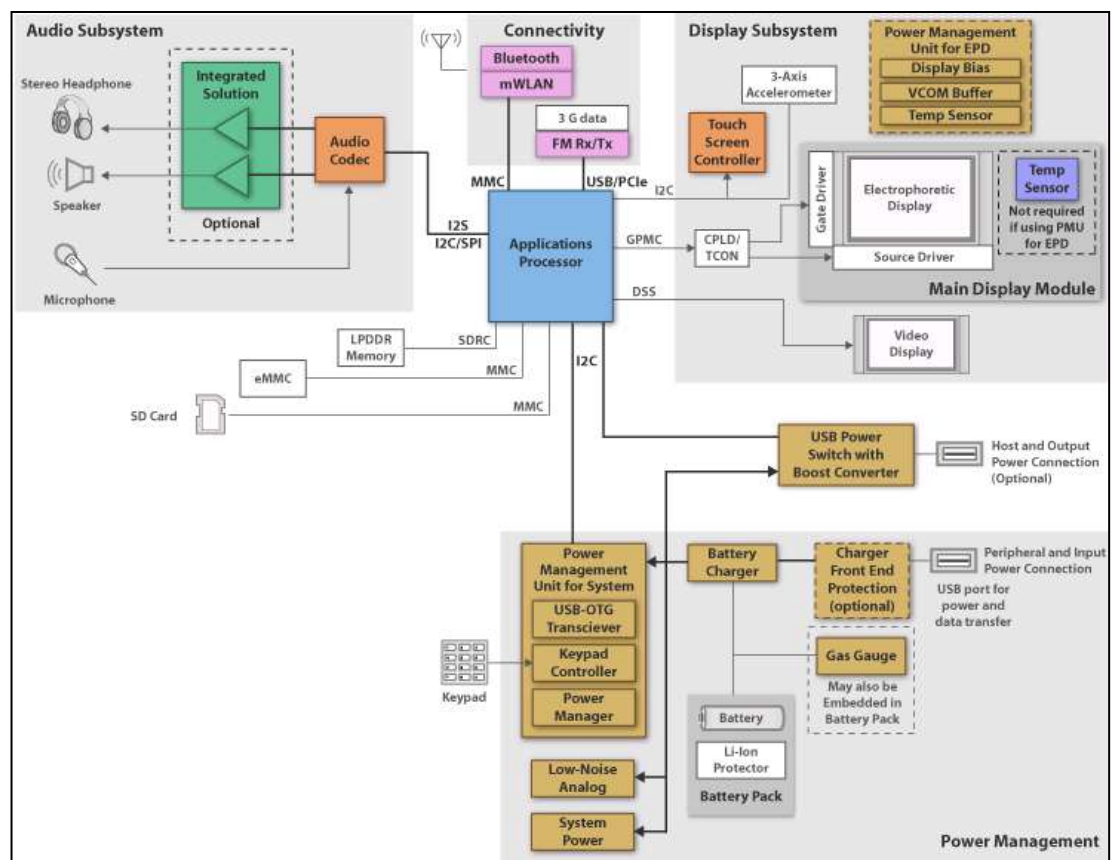 Audio Subsystem
Stereo Headphone
Integrated
Solution
Audio
Codec
Speaker
Optional
Microphone
Connectivity
Bluetooth
mWLAN
3 G data
FM Rx/Tx
MMC
USB/PCIe
I2S
I2C/SPI
Applications
Processor
I2C
GPMC
DSS
Display Subsystem
3-Axis
Accelerometer
Touch
Screen
Controller
CPLD/
TCON
Power Management
Unit for EPD
Display Bias
VCOM Buffer
Temp Sensor
Gate Driver
Electrophoretic
Display
Source Driver
Temp
Sensor
Not required
if using PMU
for EPD
Main Display Module
Video
Display
LPDDR
Memory
SDRC
eMMC
MMC
SD Card
MMC
I2C
USB Power
Switch with
Boost Converter
Host and Output
Power Connection
(Optional)
Power
Management
Unit for System
USB-OTG
Transciever
Keypad
Controller
Power
Manager
Keypad
Battery
Charger
Charger
Front End
Protection
(optional)
Peripheral and Input
Power Connection
USB port for
power and
data transfer
Gas Gauge
May also be
Embedded in
Battery Pack
Battery
Li-Ion
Protector
Battery Pack
Low-Noise
Analog
System
Power
Power Management